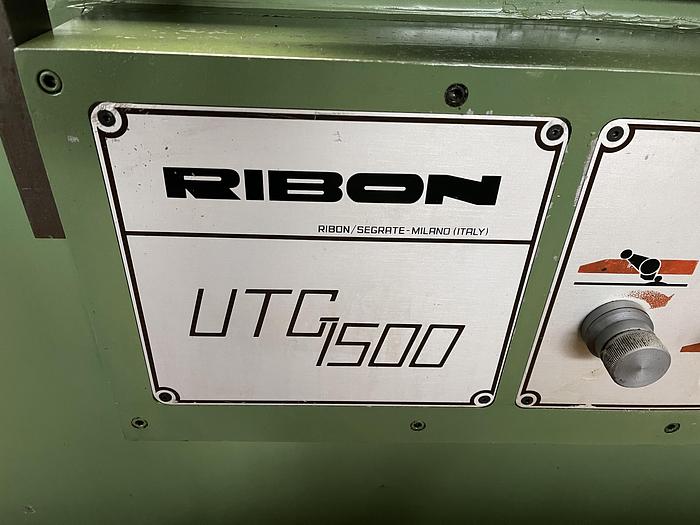 RIBON
RIBON/SEGRATE-MILANO (ITALY)
UTG 1500